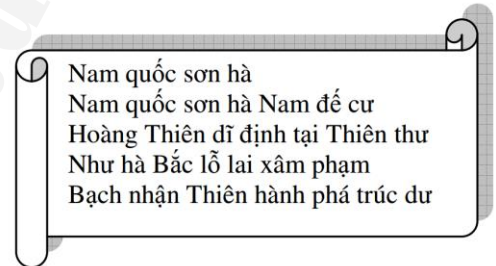 Nam quốc sơn hà
Nam quốc sơn hà Nam đế cư
Hoàng Thiên dĩ định tại Thiên thư
Như hà Bắc lỗ lai xâm phạm
Bạch nhận Thiên hành phá trúc dư